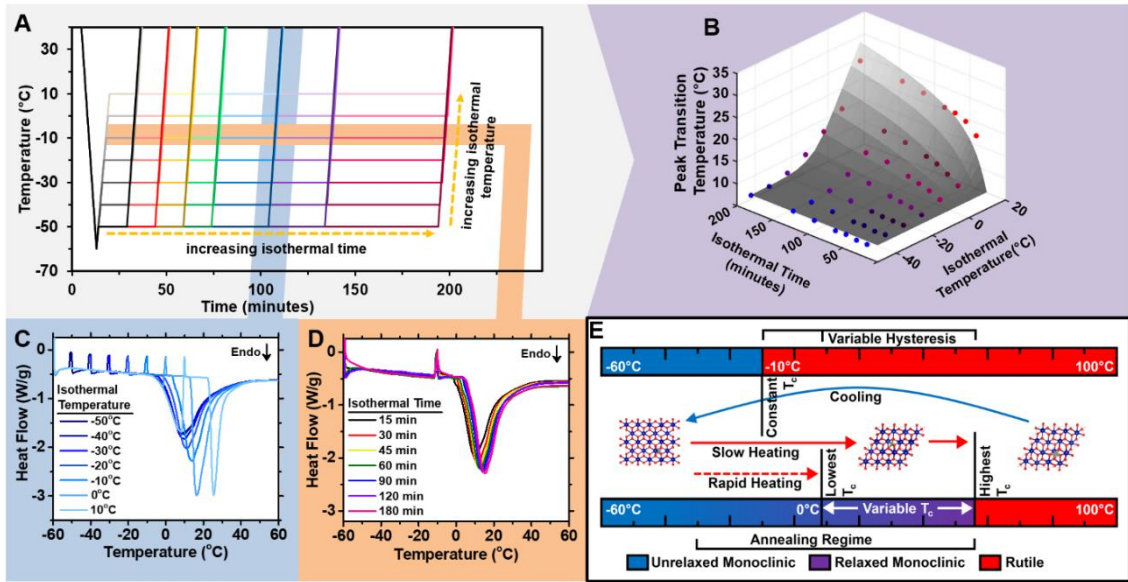 A
Temperature (°C)
30
10
-10
-30
-50
-70
0
50
100
150
200
Time (minutes)
increasing isothermal time
increasing isothermal
temperature
B
Peak Transition
Temperature (°C)
35
30
25
20
15
10
200
150
100
50
Isothermal Time
(minutes)
-40
-20
0
20
Isothermal
Temperature(°C)
C
Endo
Heat Flow (W/g)
0
-1
-2
-3
Isothermal
Temperature
-50°C
-40°C
-30°C
-20°C
-10°C
0°C
10°C
-60 -40 -20 0 20 40 60
Temperature (°C)
D
Endo
Heat Flow (W/g)
0
-1
-2
-3
Isothermal Time
15 min
30 min
45 min
60 min
90 min
120 min
180 min
-60 -40 -20 0 20 40 60
Temperature (°C)
E
Variable Hysteresis
-60°C
-10°C
100°C
Constant
Tc
Cooling
Slow Heating
Rapid Heating
Lowest
Tc
Highest
Tc
-60°C
0°C
Variable Tc
100°C
Annealing Regime
Unrelaxed Monoclinic
Relaxed Monoclinic
Rutile